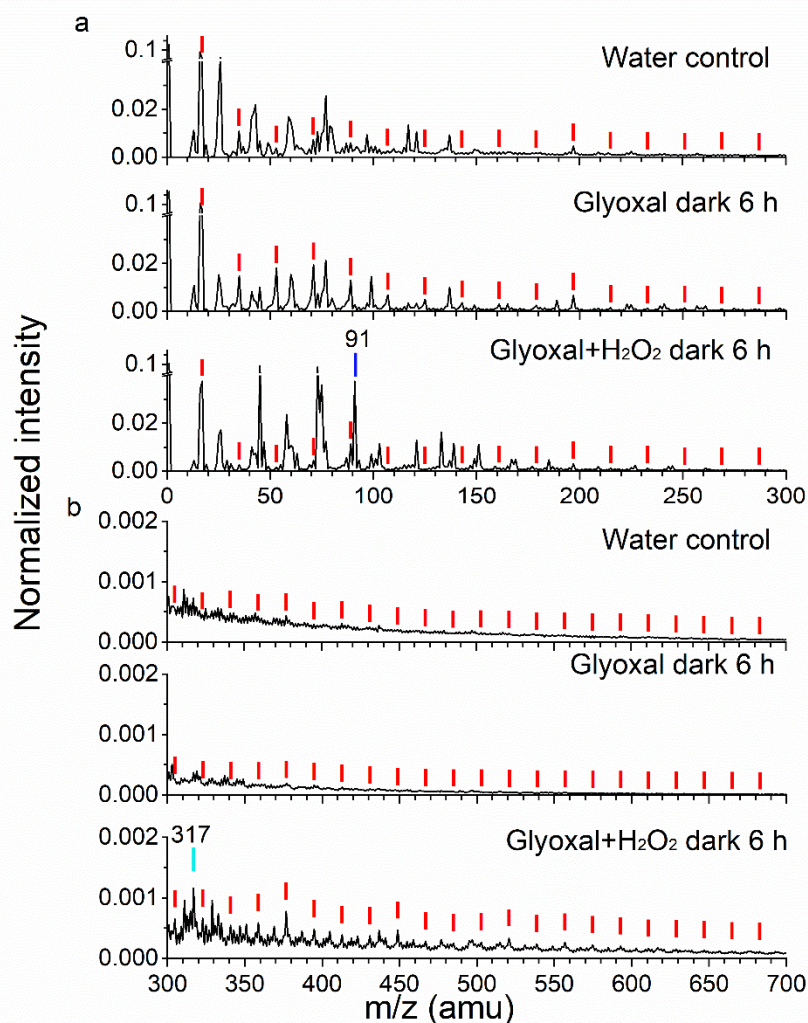 a
Water control
0.1
0.02
0.00
Glyoxal dark 6 h
0.1
0.02
0.00
91
Glyoxal+H₂O₂ dark 6 h
0.1
0.02
0.00
0 50 100 150 200 250 300
Normalized intensity
b
Water control
0.002
0.001
0.000
Glyoxal dark 6 h
0.002
0.001
0.000
317
Glyoxal+H₂O₂ dark 6 h
0.002
0.001
0.000
300 350 400 450 500 550 600 650 700
m/z (amu)